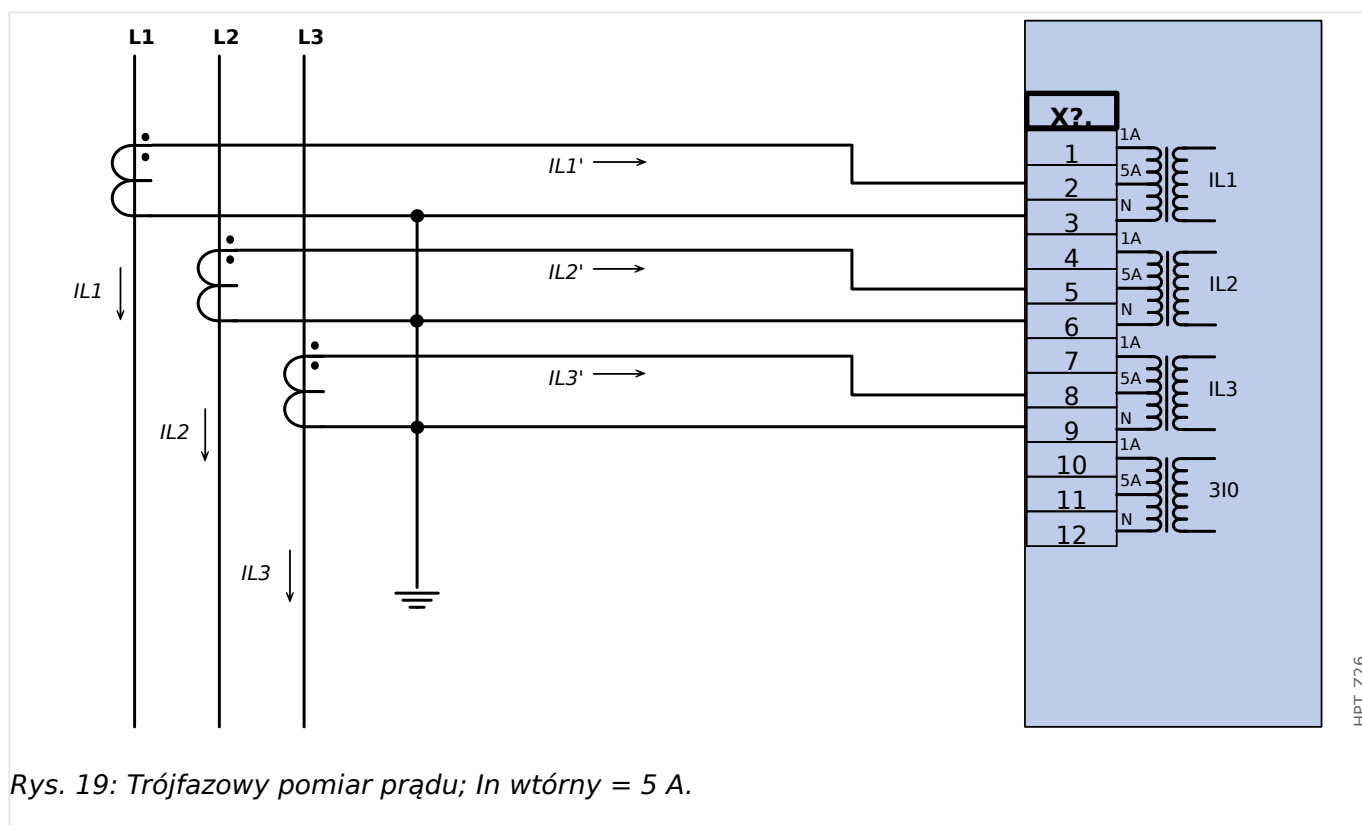 L1 L2 L3
X?.
1A
1
IL1'
5A
IL1
2
N
3
1A
4
IL2'
5A
IL2
5
IL1
N
6
1A
7
IL3'
5A
IL3
8
N
9
IL2
1A
10
5A
3I0
11
N
12
IL3
HPT_Z26
Rys. 19: Trójfazowy pomiar prądu; In wtórny = 5 A.